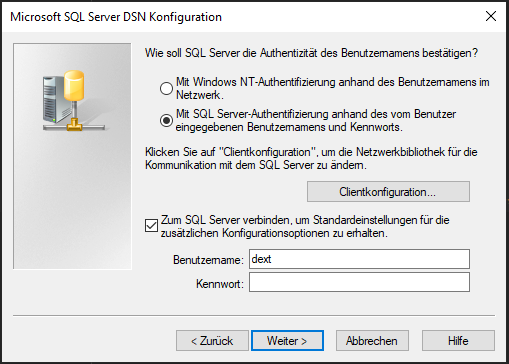 Microsoft SQL Server DSN Konfiguration
Wie soll SQL Server die Authentizität des Benutzernamens bestätigen?
Mit Windows NT-Authentifizierung anhand des Benutzernamens im
Netzwerk.
Mit SQL Server-Authentifizierung anhand des vom Benutzer
eingegebenen Benutzernamens und Kennworts.
Klicken Sie auf "Clientkonfiguration", um die Netzwerkbibliothek für die
Kommunikation mit dem SQL Server zu ändern.
Clientkonfiguration...
Zum SQL Server verbinden, um Standardeinstellungen für die
zusätzlichen Konfigurationsoptionen zu erhalten.
Benutzername: dext
Kennwort:
< Zurück Weiter > Abbrechen Hilfe